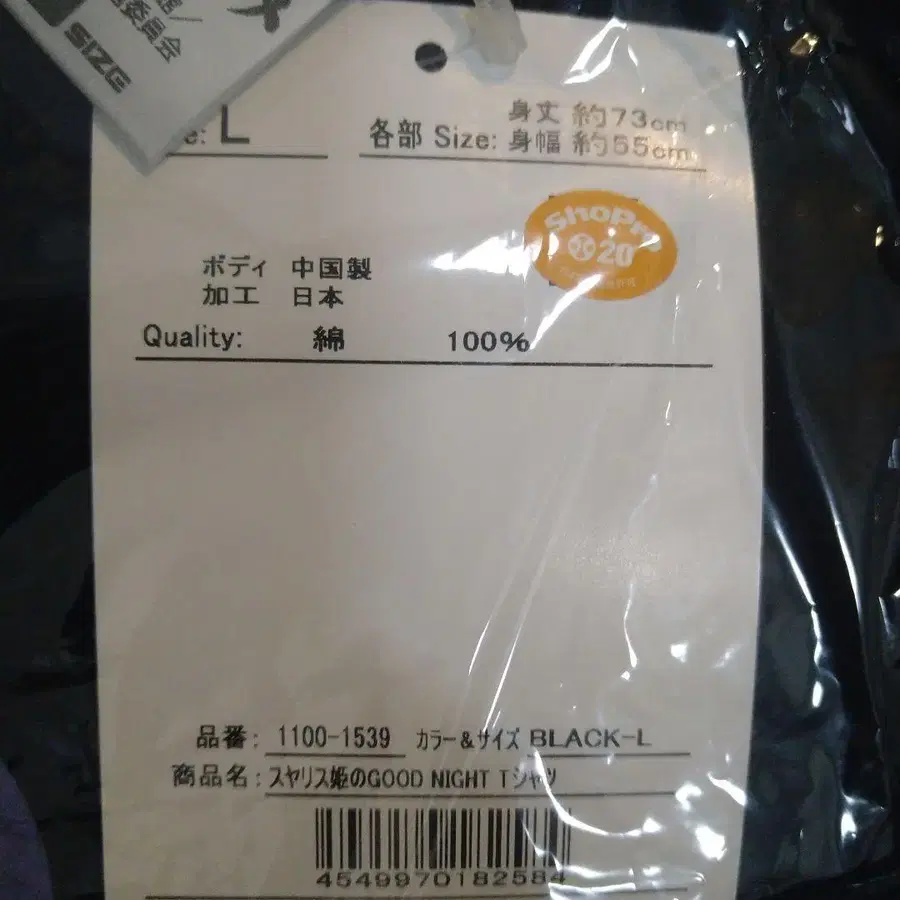 委員会
SIZE
L
身丈 約73cm
各部 Size: 身幅 約55cm
ShoPro
20
ボディ 中国製
加工 日本
Quality: 綿 100%
品番: 1100-1539 カラー&サイズ BLACK-L
商品名: スヤリス姫のGOOD NIGHT Tシャツ
4549970182584